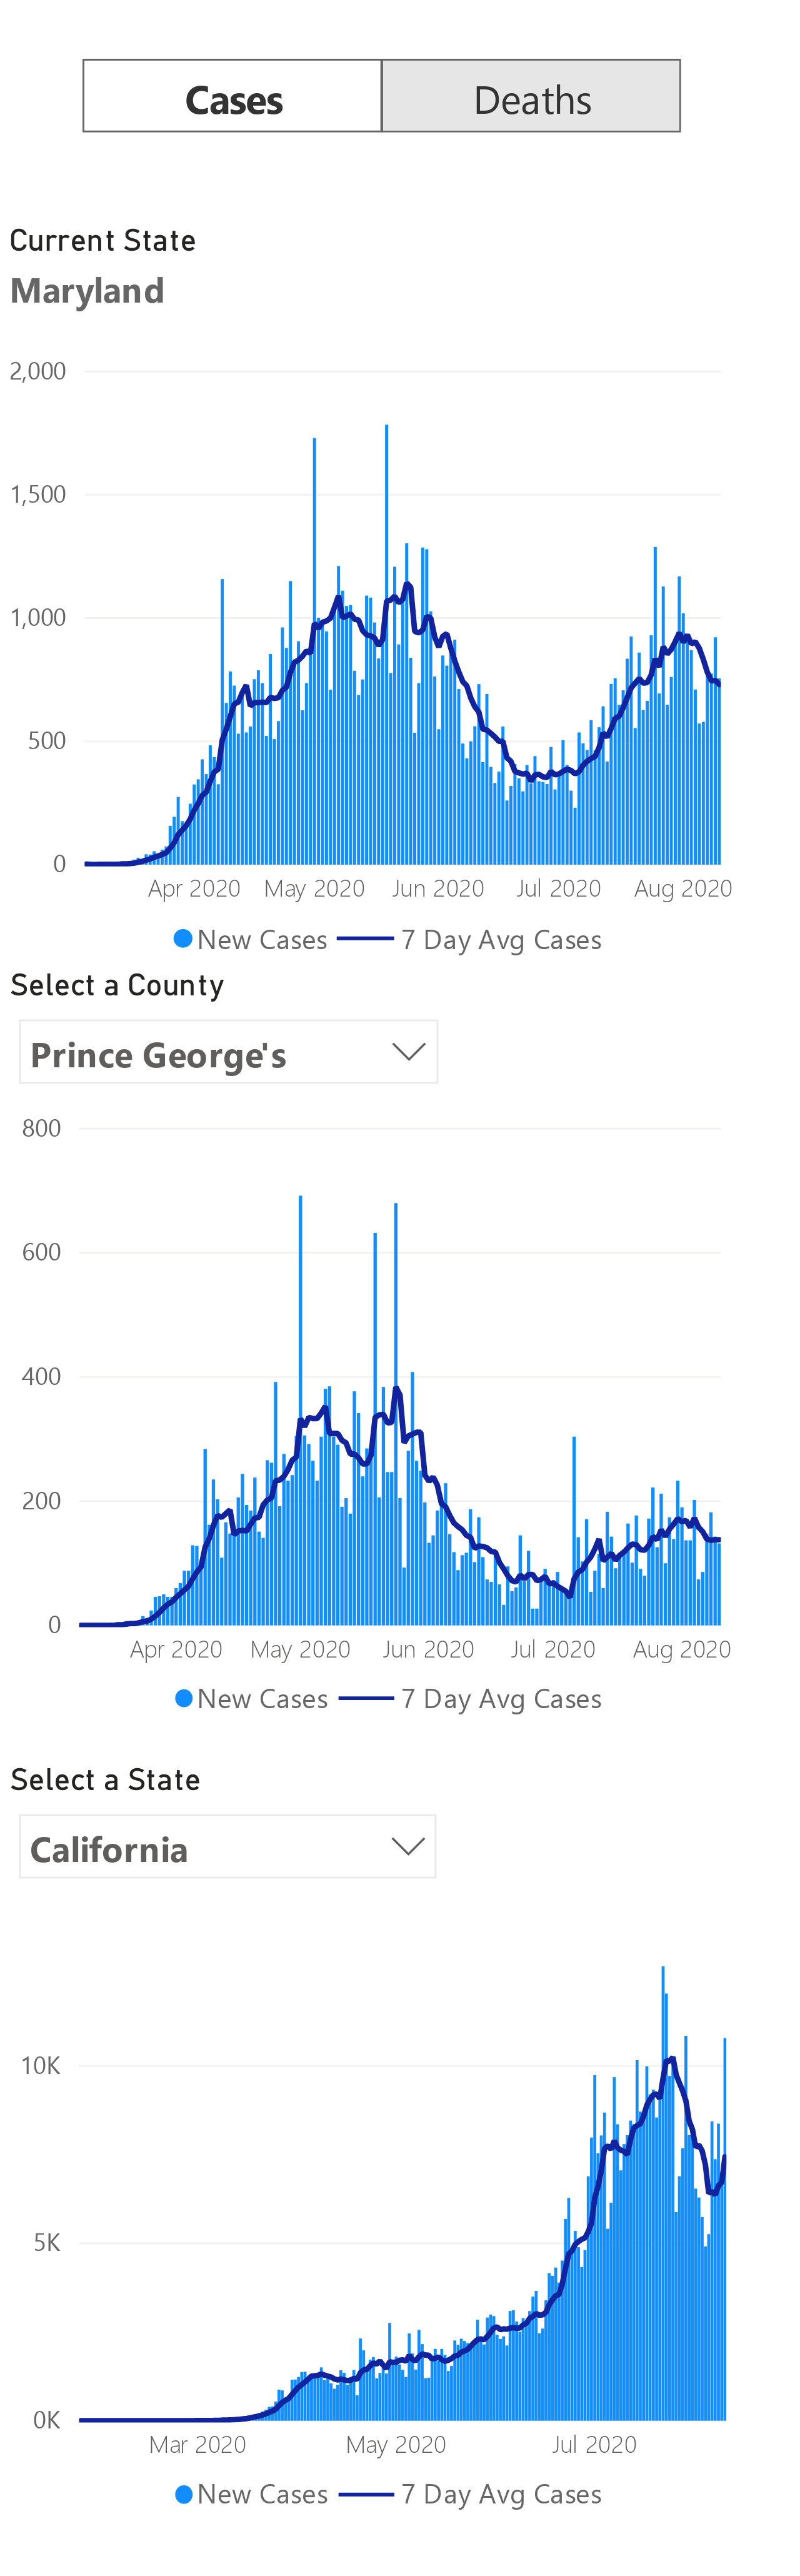 Cases Deaths
Current State
Maryland
2,000
1,500
1,000
500
0
Apr 2020 May 2020 Jun 2020 Jul 2020 Aug 2020
New Cases 7 Day Avg Cases
Select a County
Prince George's
800
600
400
200
0
Apr 2020 May 2020 Jun 2020 Jul 2020 Aug 2020
New Cases 7 Day Avg Cases
Select a State
California
10K
5K
0K
Mar 2020 May 2020 Jul 2020
New Cases 7 Day Avg Cases